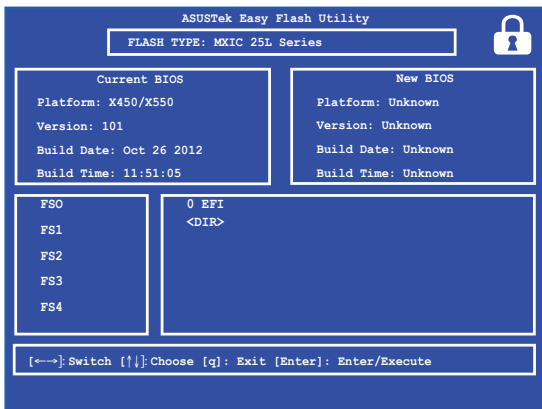 ASUSTek Easy Flash Utility
FLASH TYPE: MXIC 25L Series
Current BIOS
Platform: X450/X550
Version: 101
Build Date: Oct 26 2012
Build Time: 11:51:05
New BIOS
Platform: Unknown
Version: Unknown
Build Date: Unknown
Build Time: Unknown
FSO
FS1
FS2
FS3
FS4
0 EFI
<DIR>
[←→]: Switch [↑↓]: Choose [q]: Exit [Enter]: Enter/Execute